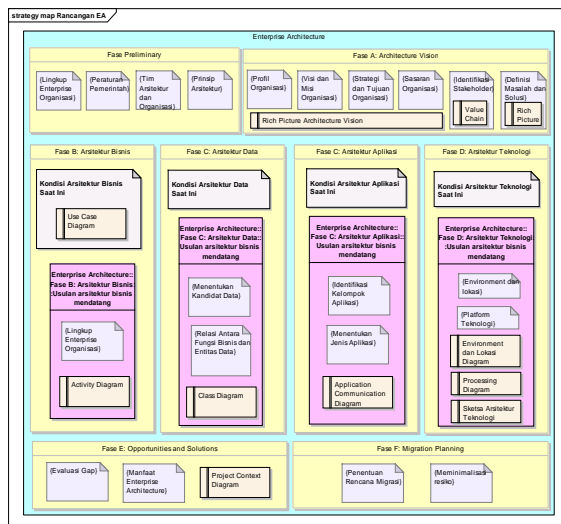 strategy map Rancangan EA
Enterprise Architecture
Fase Preliminary
{Lingkup
Enterprise
Organisasi}
{Peraturan
Pemerintah}
{Tim
Arsitektur
dan
Organisasi}
{Prinsip
Arsitektur}
Fase A: Architecture Vision
{Profil
Organisasi}
{Visi dan
Misi
Organisasi}
{Strategi
dan Tujuan
Organisasi}
{Sasaran
Organisasi}
{Identifikasi
Stakeholder}
{Definisi
Masalah dan
Solusi}
Value
Chain
Rich
Picture
Rich Picture Architecture Vision
Fase B: Arsitektur Bisnis
Kondisi Arsitektur Bisnis
Saat Ini
Use Case
Diagram
Enterprise Architecture::
Fase B: Arsitektur Bisnis:
:Usulan arsitektur bisnis
mendatang
{Lingkup
Enterprise
Organisasi}
Activity Diagram
Fase C: Arsitektur Data
Kondisi Arsitektur Data
Saat Ini
Enterprise Architecture::
Fase C: Arsitektur Data::
Usulan arsitektur bisnis
mendatang
{Menentukan
Kandidat Data}
{Relasi Antara
Fungsi Bisnis dan
Entitas Data}
Class Diagram
Fase C: Arsitektur Aplikasi
Kondisi Arsitektur Aplikasi
Saat Ini
Enterprise Architecture::
Fase C: Arsitektur Aplikasi::
Usulan arsitektur bisnis
mendatang
{Identifikasi
Kelompok
Aplikasi}
{Menentukan
Jenis Aplikasi}
Application
Communication
Diagram
Fase D: Arsitektur Teknologi
Kondisi Arsitektur Teknologi
Saat Ini
Enterprise Architecture::
Fase D: Arsitektur Teknologi:
:Usulan arsitektur bisnis
mendatang
{Environment dan
lokasi}
{Platform
Teknologi}
Environment
dan Lokasi
Diagram
Processing
Diagram
Sketsa Arsitektur
Teknologi
Fase E: Opportunities and Solutions
{Evaluasi Gap}
{Manfaat
Enterprise
Architecture}
Project Context
Diagram
Fase F: Migration Planning
{Penentuan
Rencana Migrasi}
{Meminimalisasi
resiko}